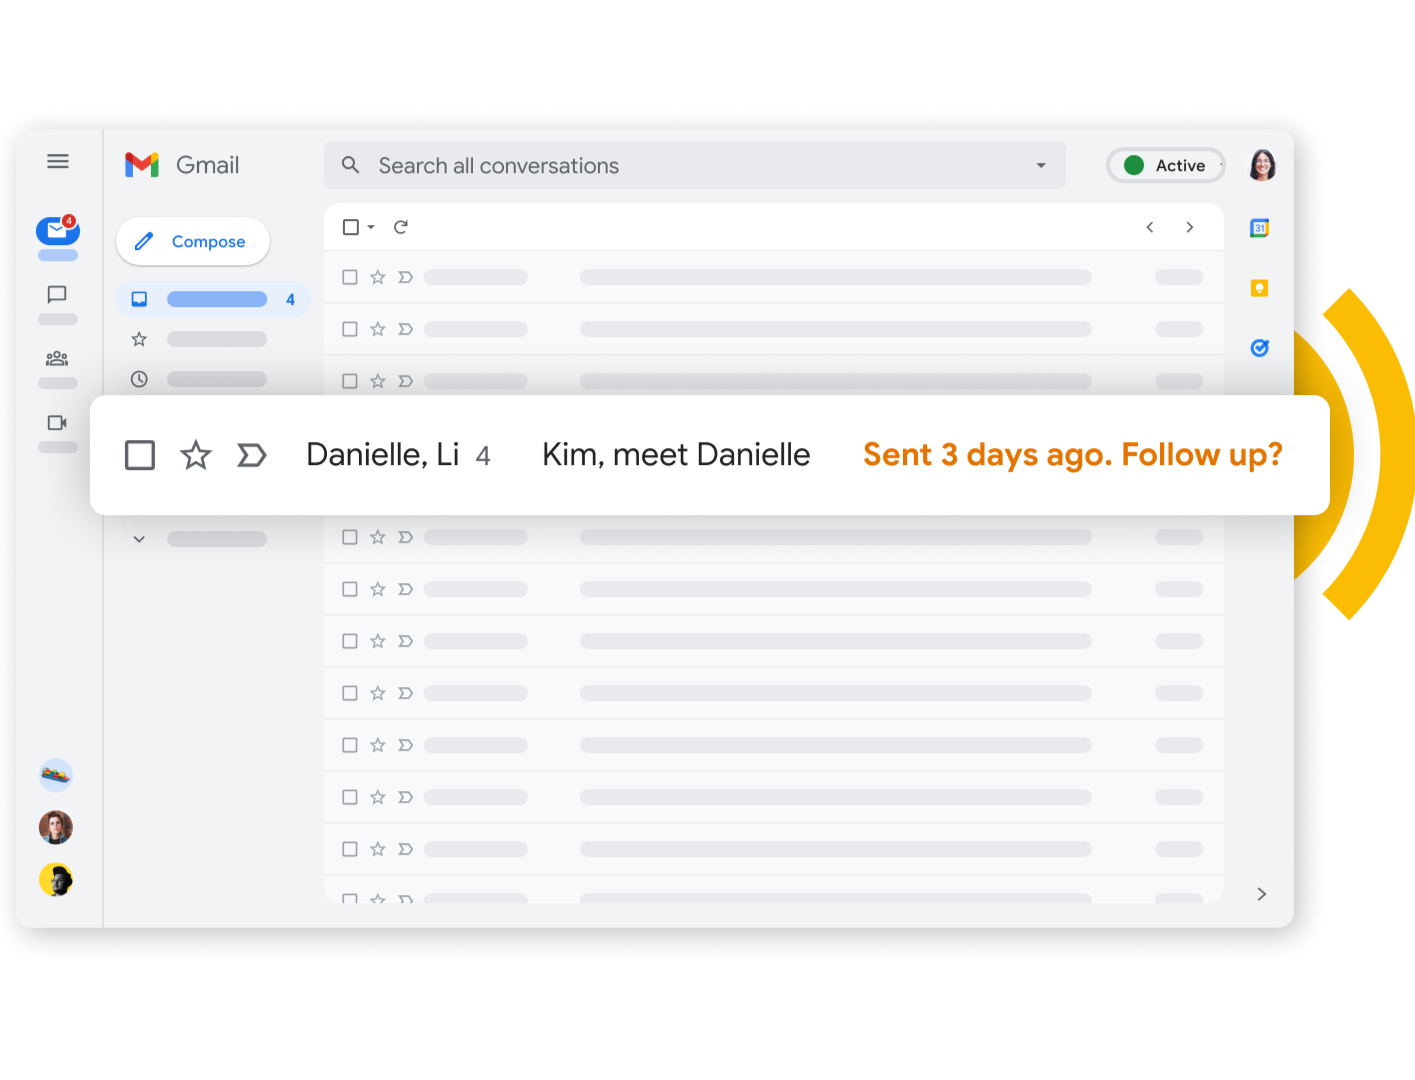 Gmail
Search all conversations
Active
4
Compose
31
4
Danielle, Li 4 Kim, meet Danielle Sent 3 days ago. Follow up?